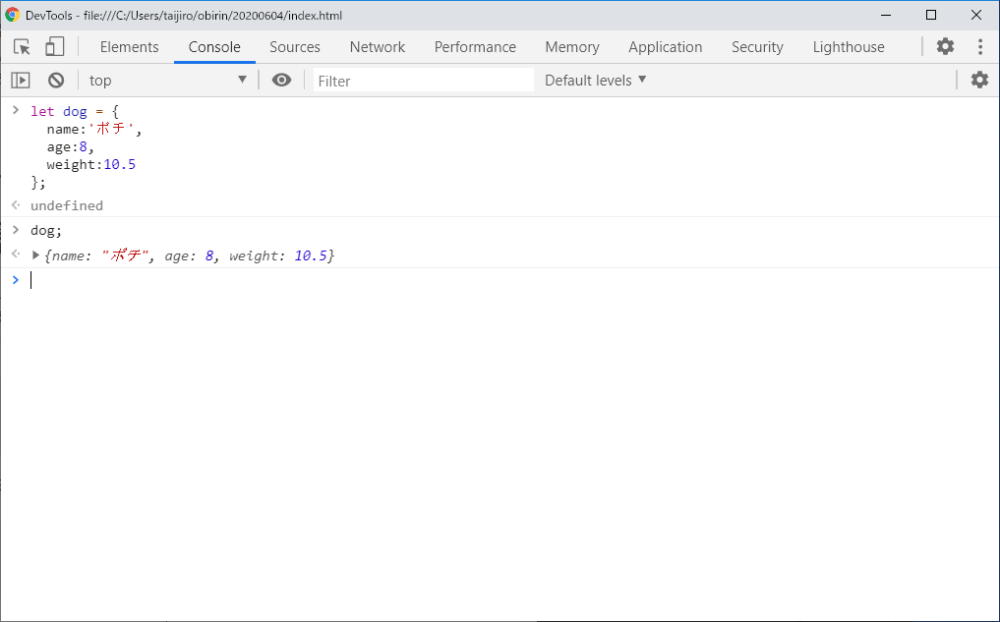 DevTools - file:///C:/Users/taijiro/obirin/20200604/index.html
Elements Console Sources Network Performance Memory Application Security Lighthouse
top Filter Default levels
let dog = {
name:'ポチ',
age:8,
weight:10.5
};
undefined
dog;
{name: "ポチ", age: 8, weight: 10.5}